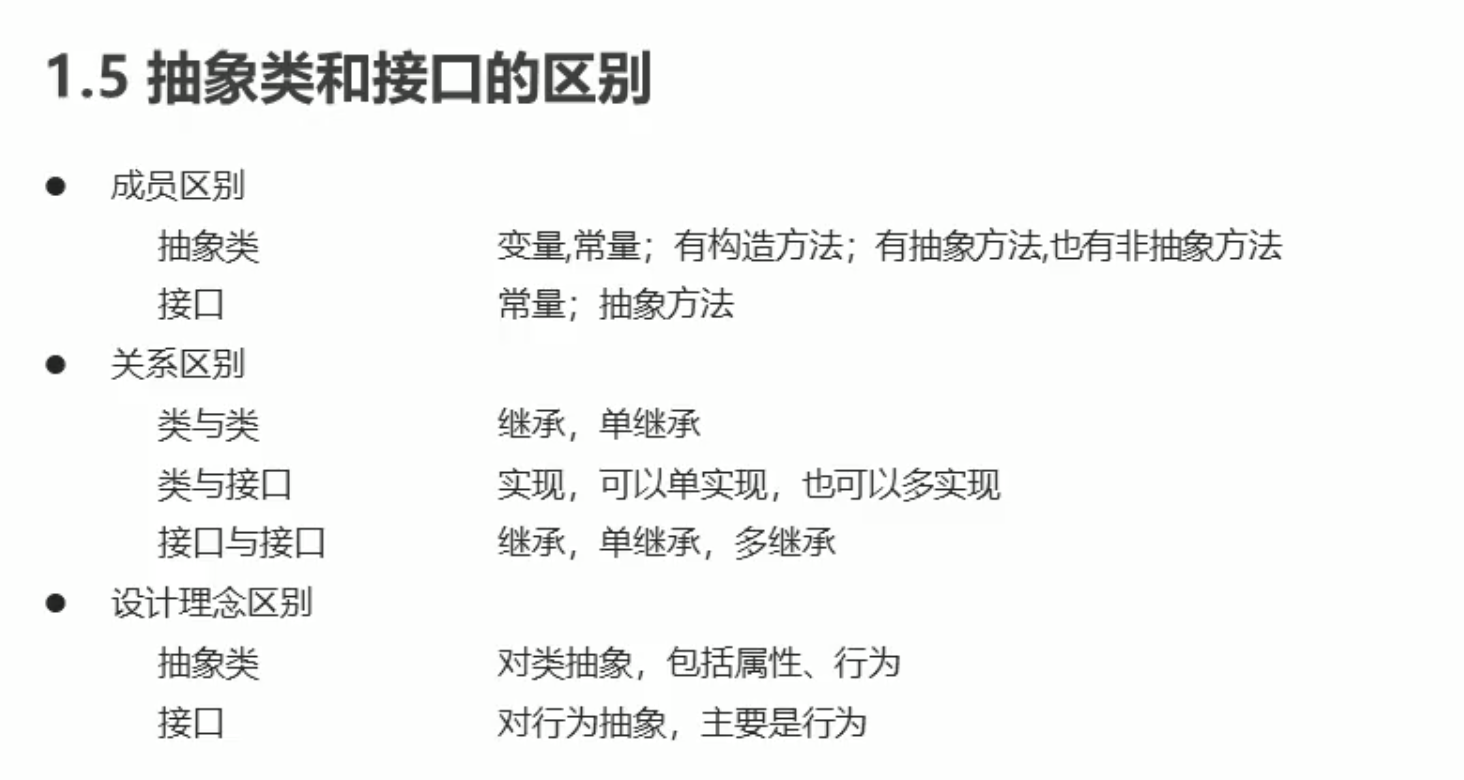 1.5 抽象类和接口的区别
● 成员区别
抽象类 变量,常量；有构造方法；有抽象方法,也有非抽象方法
接口 常量；抽象方法
● 关系区别
类与类 继承，单继承
类与接口 实现，可以单实现，也可以多实现
接口与接口 继承，单继承，多继承
● 设计理念区别
抽象类 对类抽象，包括属性、行为
接口 对行为抽象，主要是行为